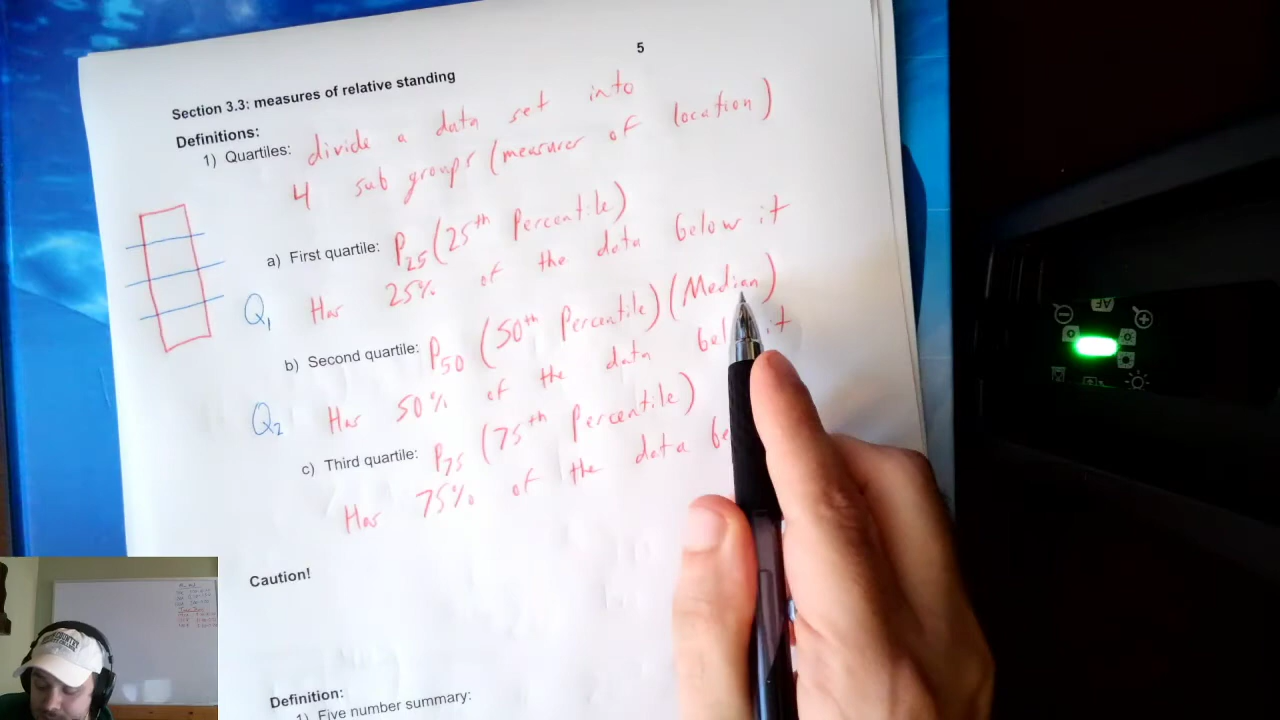 5
Section 3.3: measures of relative standing
Definitions:
1) Quartiles: divide a data set into
4 sub groups (measures of location)
a) First quartile: P25 (25th Percentile)
Q1 Has 25% of the data below it
b) Second quartile: P50 (50th Percentile) (Median)
Q2 Has 50% of the data it
c) Third quartile: P75 (75th Percentile)
Has 75% of the data
Caution!
Definition:
1) Five number summary:
AF